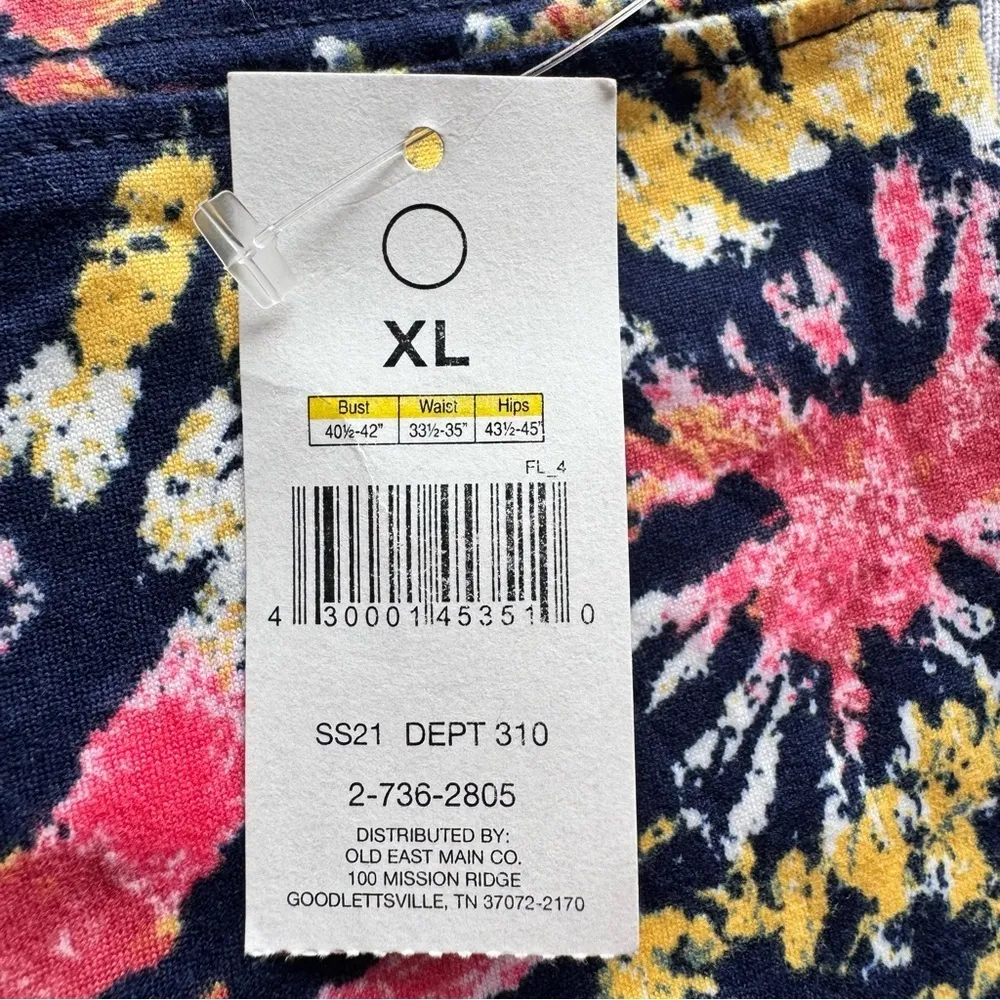 XL
Bust Waist Hips
40½-42" 33½-35" 43½-45"
FL_4
4 30001 45351 0
SS21 DEPT 310
2-736-2805
DISTRIBUTED BY:
OLD EAST MAIN CO.
100 MISSION RIDGE
GOODLETTSVILLE, TN 37072-2170